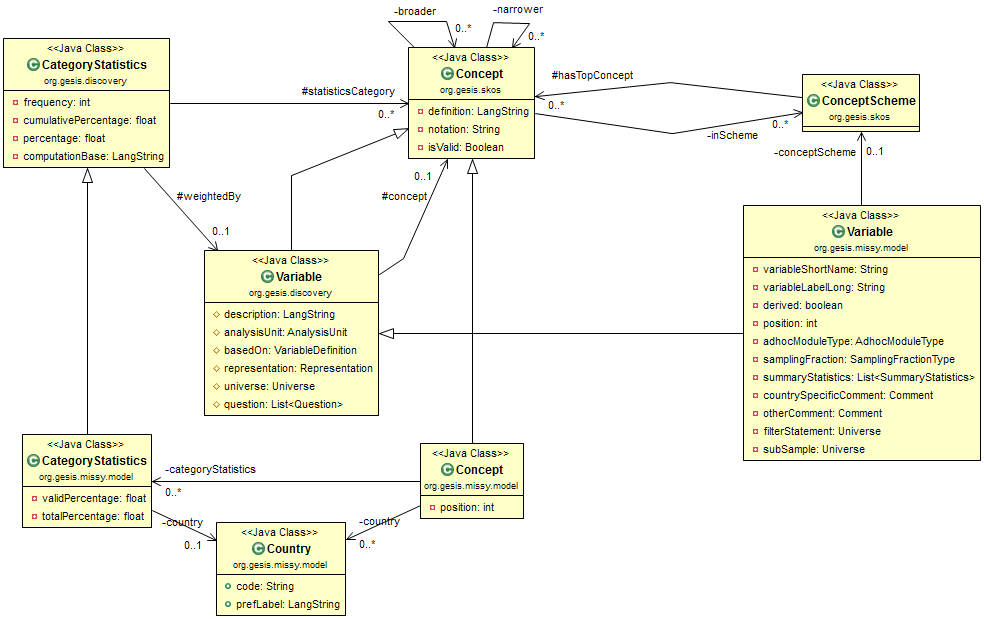 -broader
0..*
-narrower
0..*
<<Java Class>>
CategoryStatistics
org.gesis.discovery
frequency: int
cumulativePercentage: float
percentage: float
computationBase: LangString
#statisticsCategory
0..*
<<Java Class>>
Concept
org.gesis.skos
definition: LangString
notation: String
isValid: Boolean
#hasTopConcept
0..*
<<Java Class>>
ConceptScheme
org.gesis.skos
0..*
-inScheme
-conceptScheme
0..1
#weightedBy
0..1
0..1
#concept
<<Java Class>>
Variable
org.gesis.discovery
description: LangString
analysisUnit: AnalysisUnit
basedOn: VariableDefinition
representation: Representation
universe: Universe
question: List<Question>
<<Java Class>>
Variable
org.gesis.missy.model
variableShortName: String
variableLabelLong: String
derived: boolean
position: int
adhocModuleType: AdhocModuleType
samplingFraction: SamplingFractionType
summaryStatistics: List<SummaryStatistics>
countrySpecificComment: Comment
otherComment: Comment
filterStatement: Universe
subSample: Universe
<<Java Class>>
CategoryStatistics
org.gesis.missy.model
validPercentage: float
totalPercentage: float
-categoryStatistics
0..*
<<Java Class>>
Concept
org.gesis.missy.model
position: int
-country
0..1
-country
0..*
<<Java Class>>
Country
org.gesis.missy.model
code: String
prefLabel: LangString